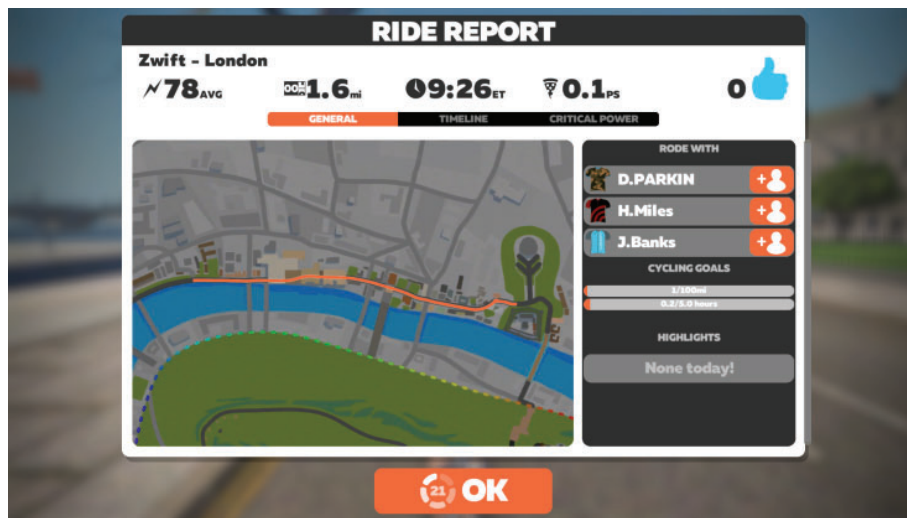 RIDE REPORT
Zwift - London
78AVG 1.6mi 9:26ET 0.1PS 0
GENERAL TIMELINE CRITICAL POWER
RODE WITH
D.PARKIN
H.Miles
J.Banks
CYCLING GOALS
1/100mi
0.2/5.0 hours
HIGHLIGHTS
None today!
21 OK